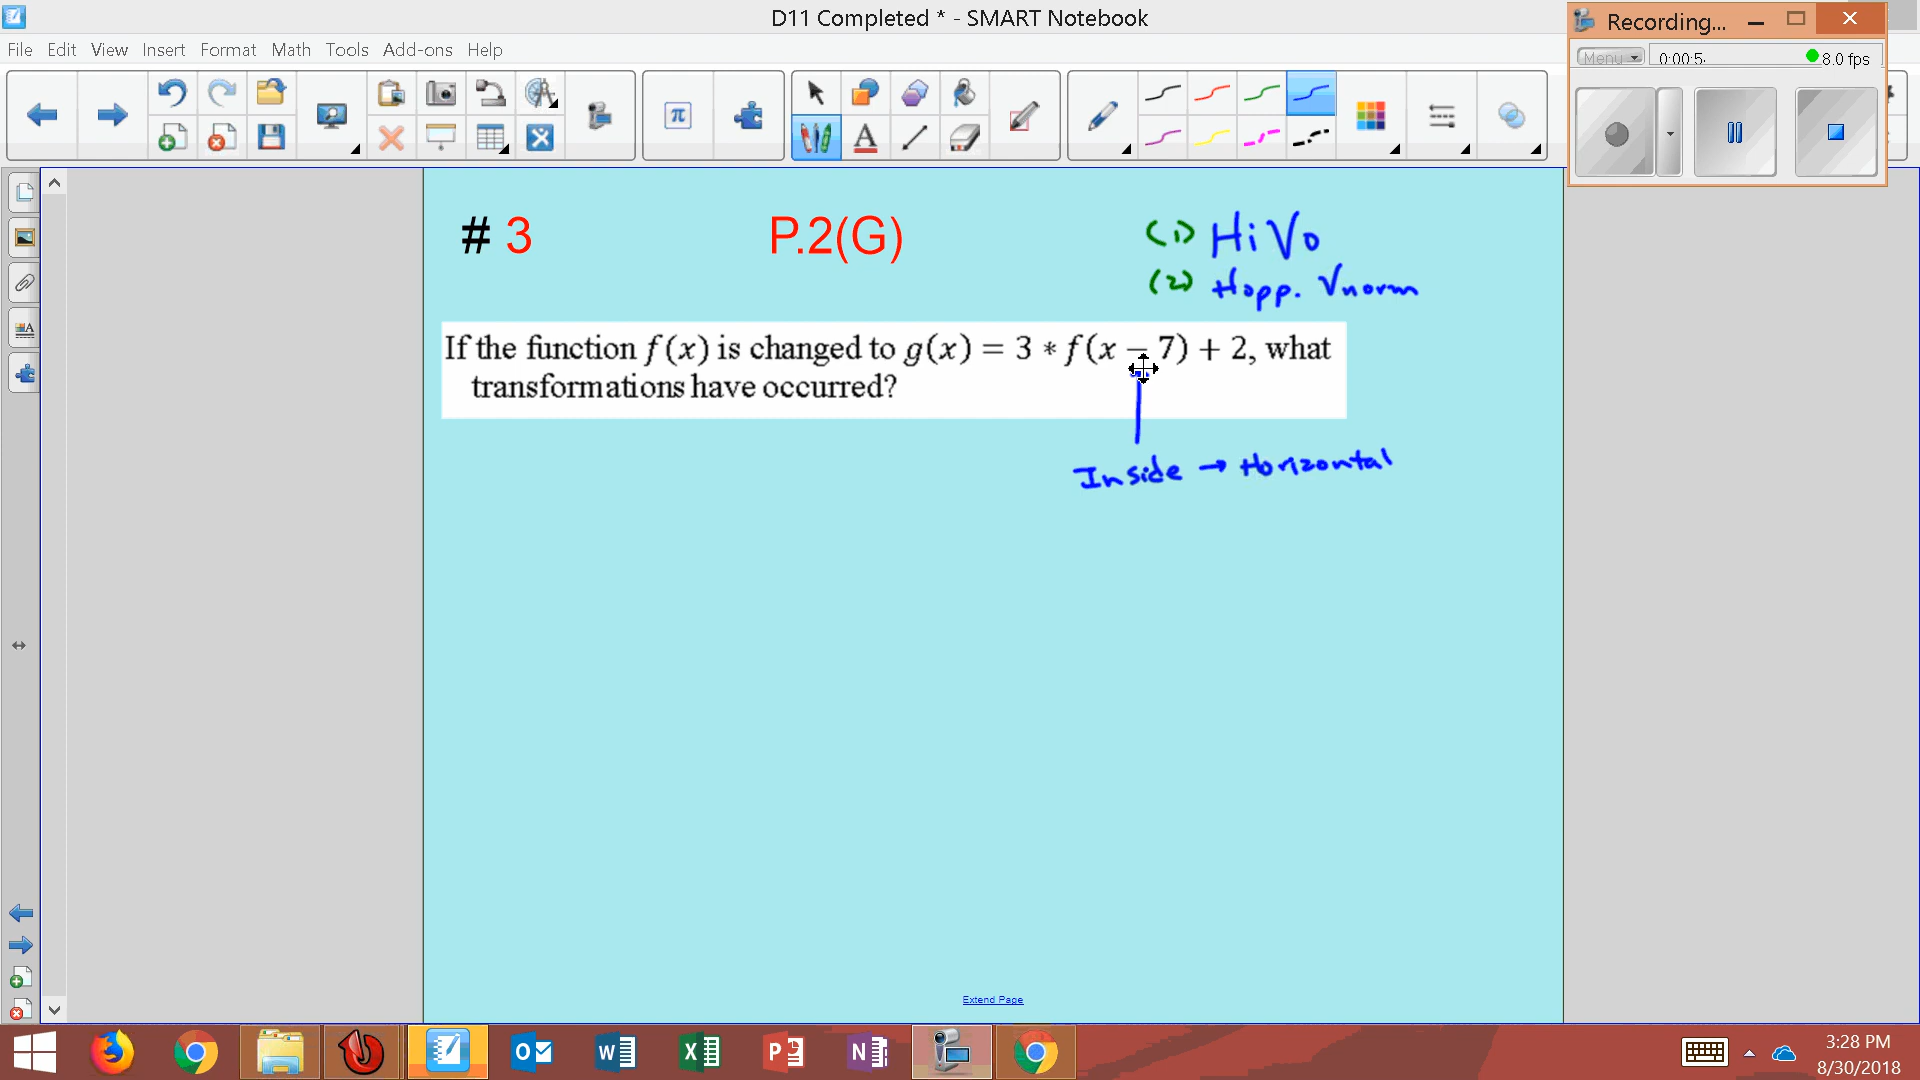 D11 Completed * - SMART Notebook
Recording...
File Edit View Insert Format Math Tools Add-ons Help
Menu
0:00:5
8.0 fps
# 3
P.2(G)
(1) HiVo
(2) Hopp. Vnorm
If the function f(x) is changed to g(x) = 3 * f(x − 7) + 2, what
transformations have occurred?
Inside → Horizontal
Extend Page
3:28 PM
8/30/2018